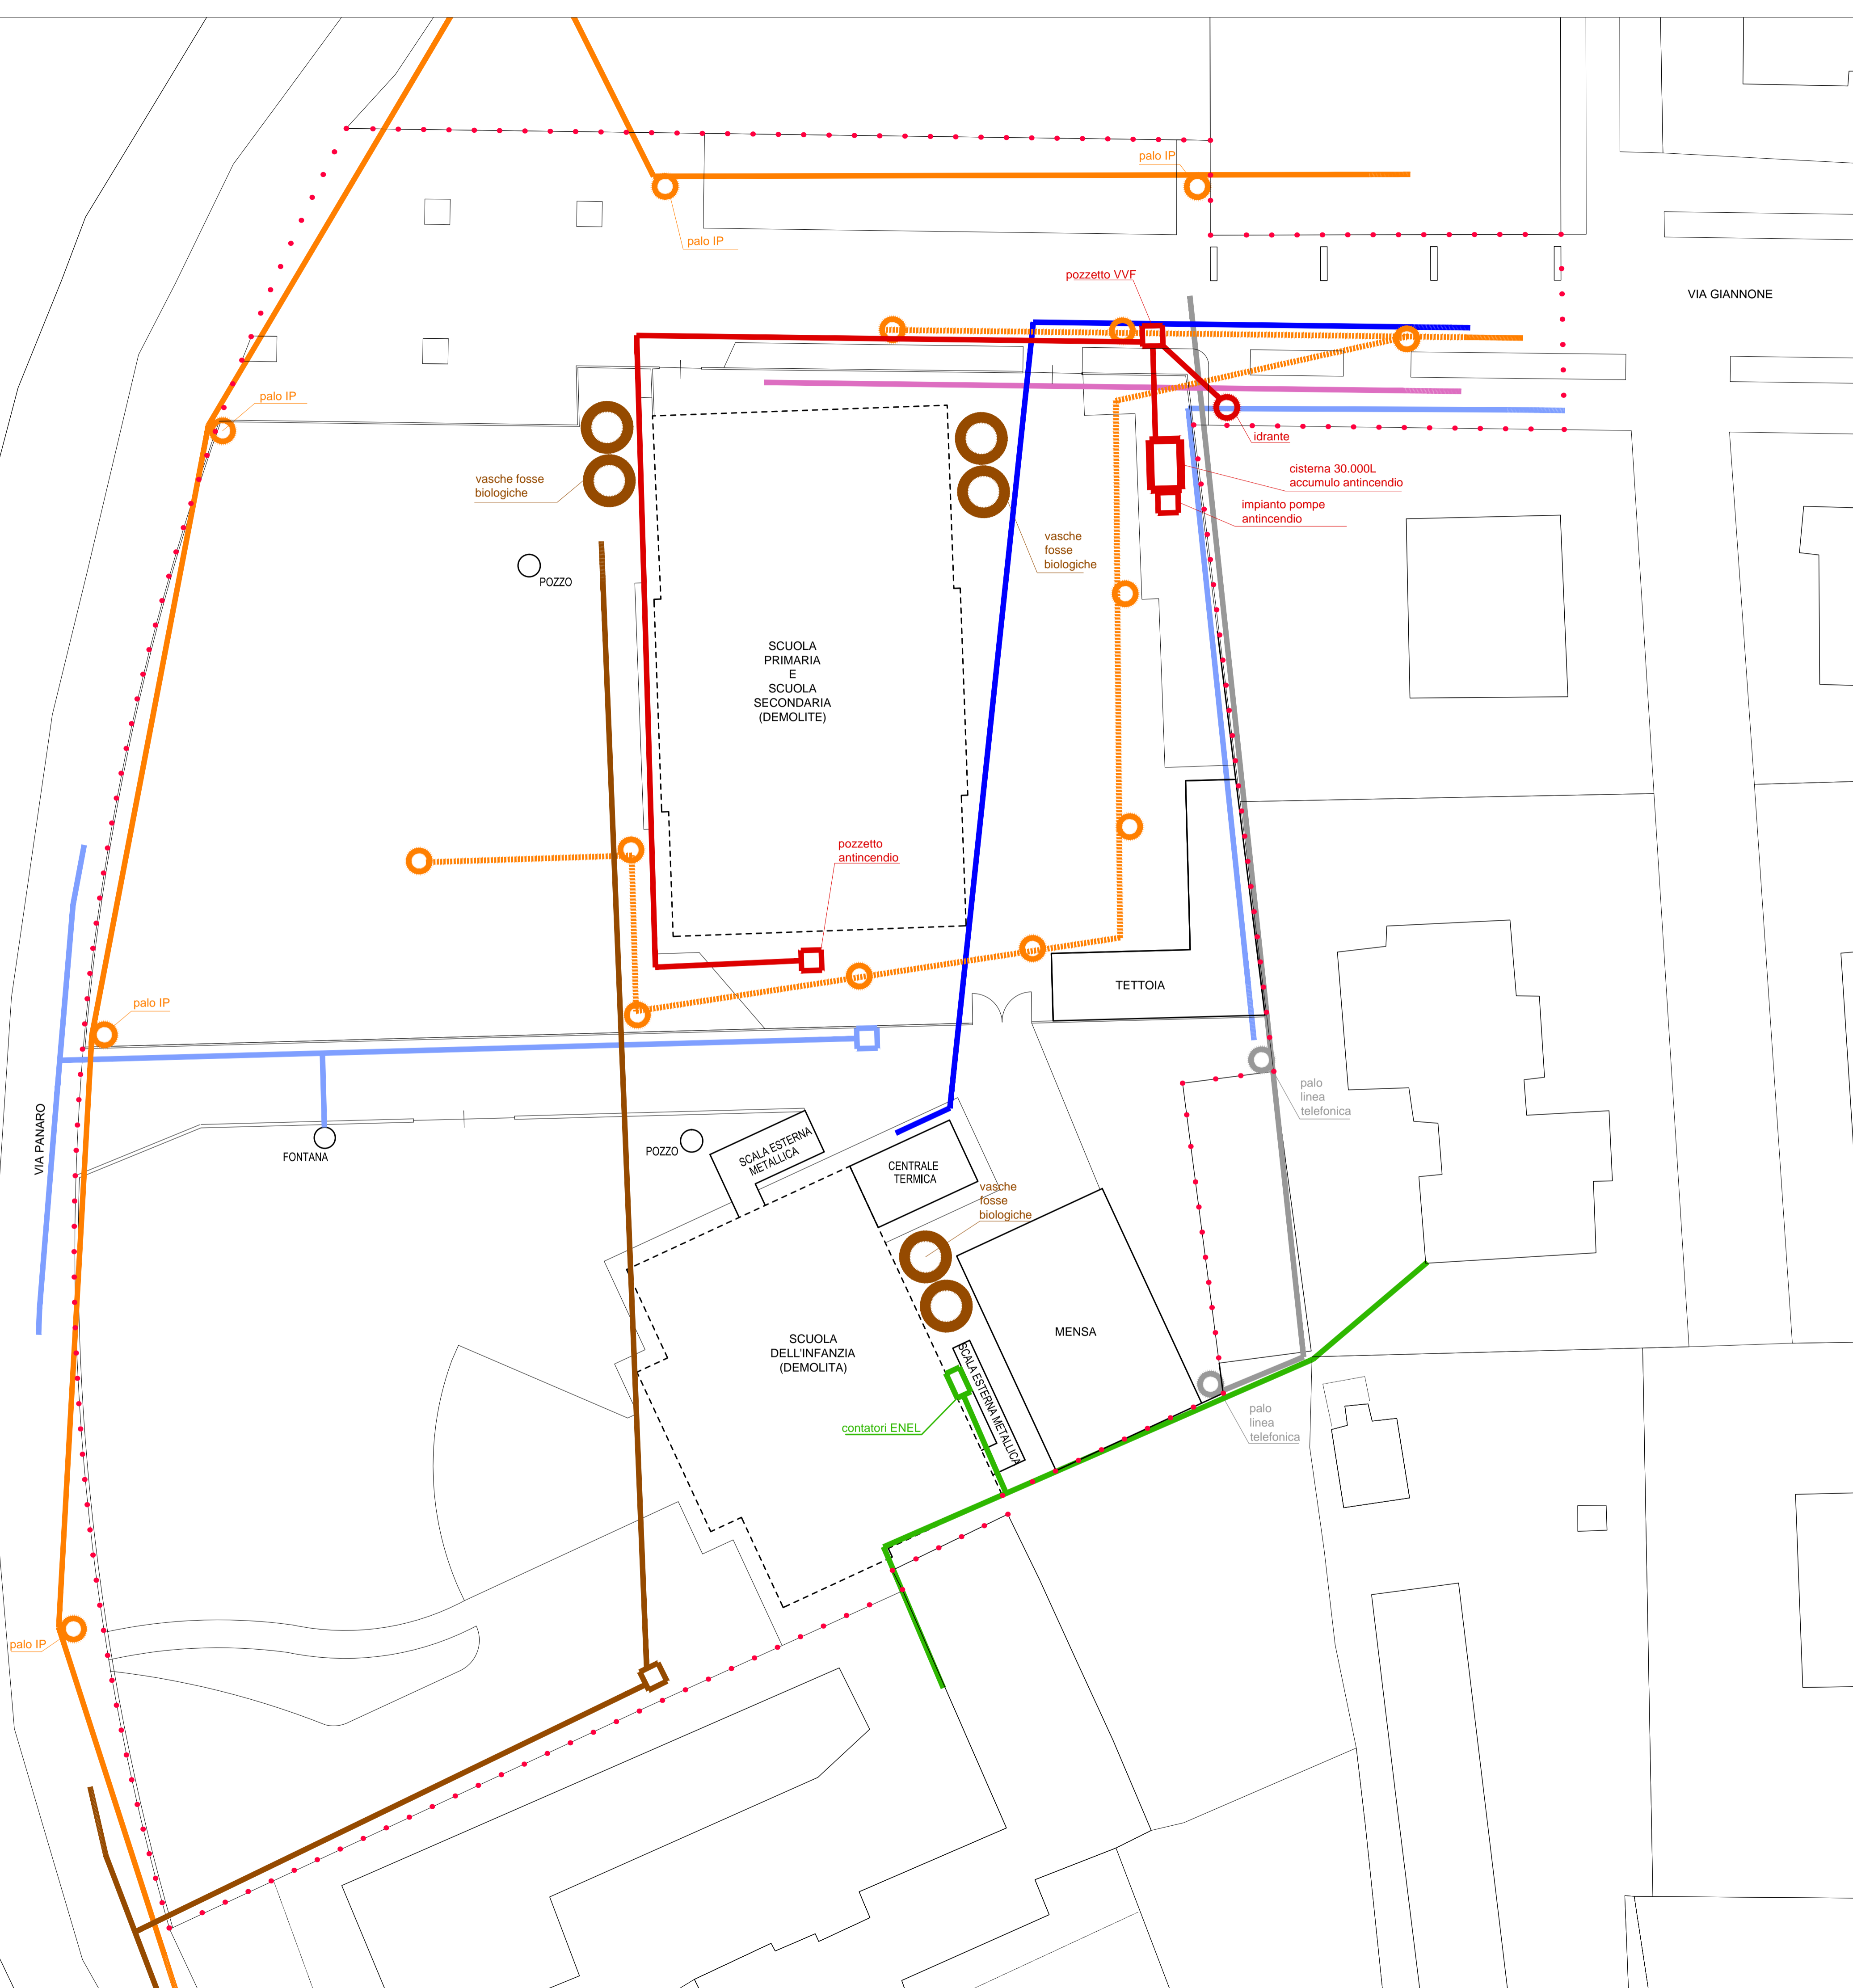 palo IP
palo IP
pozzetto VVF
VIA GIANNONE
palo IP
idrante
vasche fosse
biologiche
cisterna 30.000L
accumulo antincendio
impianto pompe
antincendio
vasche
fosse
biologiche
POZZO
SCUOLA
PRIMARIA
E
SCUOLA
SECONDARIA
(DEMOLITE)
pozzetto
antincendio
TETTOIA
palo IP
palo
linea
telefonica
VIA PANARO
FONTANA
POZZO
SCALA ESTERNA
METALLICA
CENTRALE
TERMICA
vasche
fosse
biologiche
SCUOLA
DELL'INFANZIA
(DEMOLITA)
MENSA
SCALA ESTERNA METALLICA
contatori ENEL
palo
linea
telefonica
palo IP